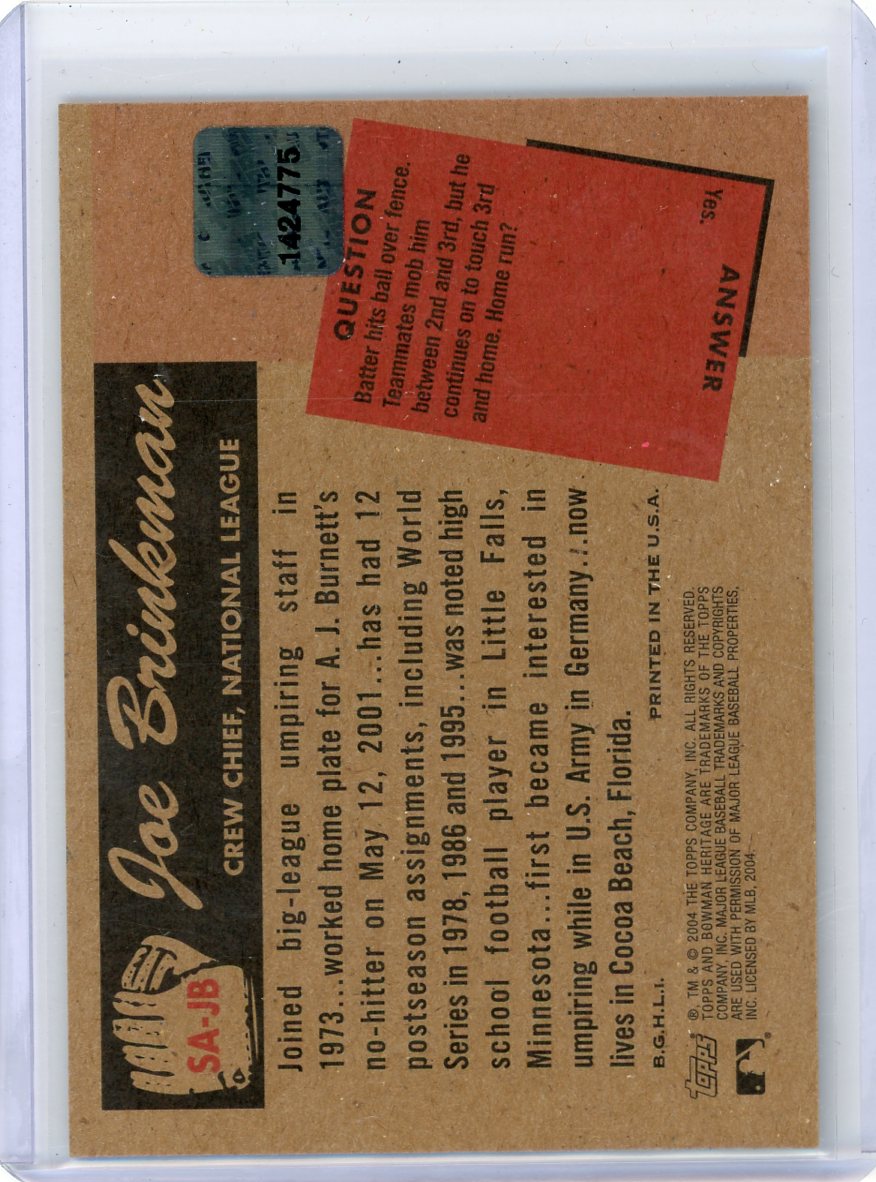 SA-JB
Joe Brinkman
CREW CHIEF, NATIONAL LEAGUE
1424775
Joined big-league umpiring staff in
1973...worked home plate for A. J. Burnett's
no-hitter on May 12, 2001...has had 12
postseason assignments, including World
Series in 1978, 1986 and 1995...was noted high
school football player in Little Falls,
Minnesota...first became interested in
umpiring while in U.S. Army in Germany...now
lives in Cocoa Beach, Florida.
B.G.H.L.I.
PRINTED IN THE U.S.A.
QUESTION
Batter hits ball over fence.
Teammates mob him
between 2nd and 3rd, but he
continues on to touch 3rd
and home. Home run?
ANSWER
Yes.
Topps
®, TM & © 2004 THE TOPPS COMPANY, INC. ALL RIGHTS RESERVED.
TOPPS AND BOWMAN HERITAGE ARE TRADEMARKS OF THE TOPPS
COMPANY, INC. MAJOR LEAGUE BASEBALL TRADEMARKS AND COPYRIGHTS
ARE USED WITH PERMISSION OF MAJOR LEAGUE BASEBALL PROPERTIES,
INC. LICENSED BY MLB, 2004.